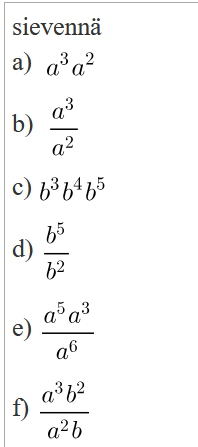 sievennä
a) a³a²
b) a³/a²
c) b³b⁴b⁵
d) b⁵/b²
e) a⁵a³/a⁶
f) a³b²/a²b